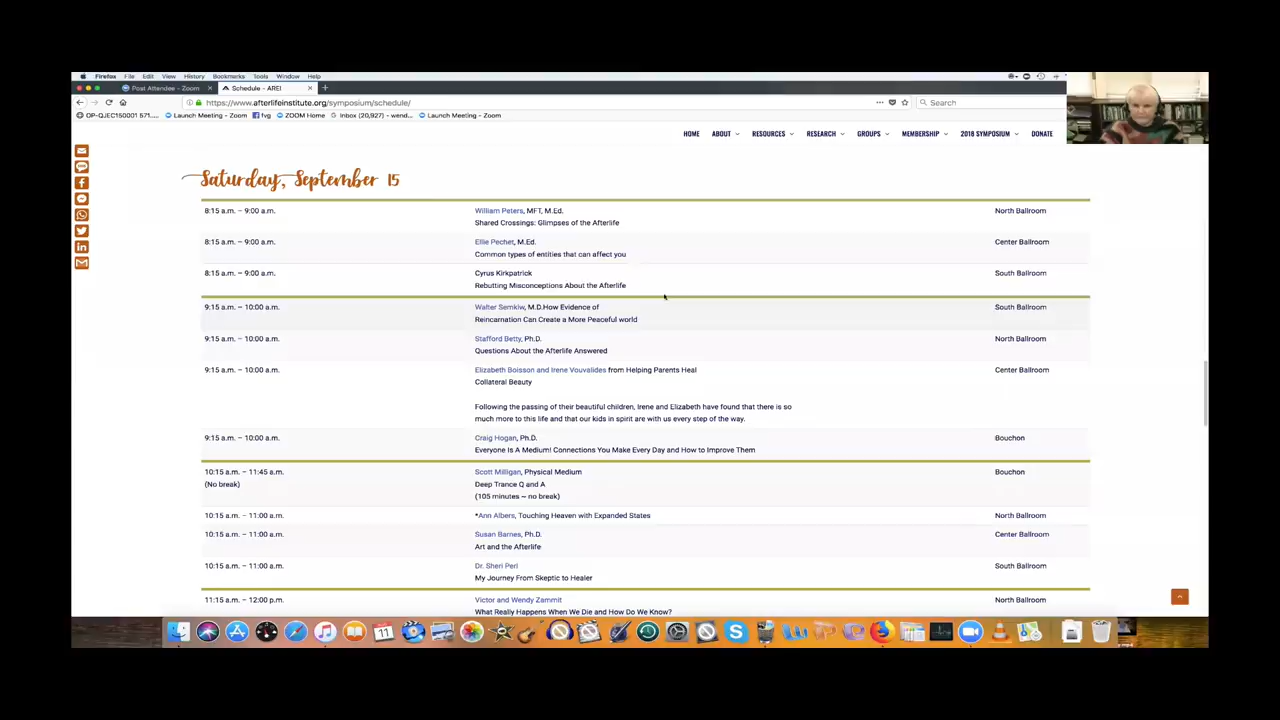 Firefox File Edit View History Bookmarks Tools Window Help
Post Attendee - Zoom
Schedule - AREI
https://www.afterlifeinstitute.org/symposium/schedule/
Search
OP-QJEC150001 571.... Launch Meeting - Zoom fvg ZOOM Home Inbox (20,927) - wend... Launch Meeting - Zoom
HOME ABOUT RESOURCES RESEARCH GROUPS MEMBERSHIP 2018 SYMPOSIUM DONATE
Saturday, September 15
8:15 a.m. – 9:00 a.m. William Peters, MFT, M.Ed. North Ballroom
Shared Crossings: Glimpses of the Afterlife
8:15 a.m. – 9:00 a.m. Ellie Pechet, M.Ed. Center Ballroom
Common types of entities that can affect you
8:15 a.m. – 9:00 a.m. Cyrus Kirkpatrick South Ballroom
Rebutting Misconceptions About the Afterlife
9:15 a.m. – 10:00 a.m. Walter Semkiw, M.D.How Evidence of South Ballroom
Reincarnation Can Create a More Peaceful world
9:15 a.m. – 10:00 a.m. Stafford Betty, Ph.D. North Ballroom
Questions About the Afterlife Answered
9:15 a.m. – 10:00 a.m. Elizabeth Boisson and Irene Vouvalides from Helping Parents Heal Center Ballroom
Collateral Beauty
Following the passing of their beautiful children, Irene and Elizabeth have found that there is so
much more to this life and that our kids in spirit are with us every step of the way.
9:15 a.m. – 10:00 a.m. Craig Hogan, Ph.D. Bouchon
Everyone Is A Medium! Connections You Make Every Day and How to Improve Them
10:15 a.m. – 11:45 a.m. Scott Milligan, Physical Medium Bouchon
(No break) Deep Trance Q and A
(105 minutes ~ no break)
10:15 a.m. – 11:00 a.m. *Ann Albers, Touching Heaven with Expanded States North Ballroom
10:15 a.m. – 11:00 a.m. Susan Barnes, Ph.D. Center Ballroom
Art and the Afterlife
10:15 a.m. – 11:00 a.m. Dr. Sheri Perl South Ballroom
My Journey From Skeptic to Healer
11:15 a.m. – 12:00 p.m. Victor and Wendy Zammit North Ballroom
What Really Happens When We Die and How Do We Know?
11